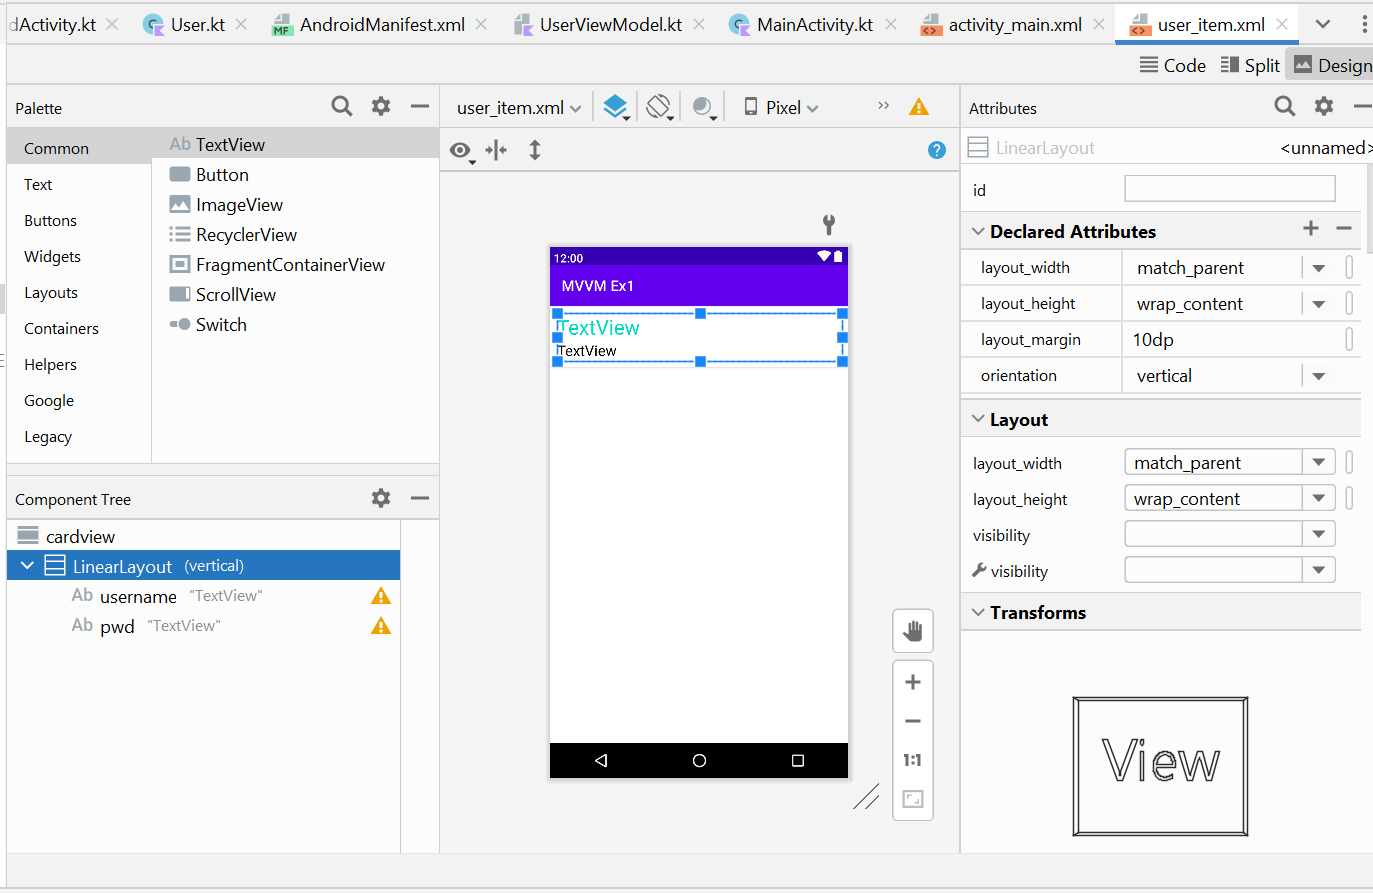 dActivity.kt User.kt AndroidManifest.xml UserViewModel.kt MainActivity.kt activity_main.xml user_item.xml
MF
Code Split Design
Palette
Common
Text
Buttons
Widgets
Layouts
Containers
Helpers
Google
Legacy
Ab TextView
Button
ImageView
RecyclerView
FragmentContainerView
ScrollView
Switch
Component Tree
cardview
LinearLayout (vertical)
Ab username "TextView"
Ab pwd "TextView"
user_item.xml Pixel »
?
12:00
MVVM Ex1
TextView
TextView
+
−
1:1
Attributes
LinearLayout <unnamed>
id
Declared Attributes + −
layout_width match_parent
layout_height wrap_content
layout_margin 10dp
orientation vertical
Layout
layout_width match_parent
layout_height wrap_content
visibility
visibility
Transforms
View